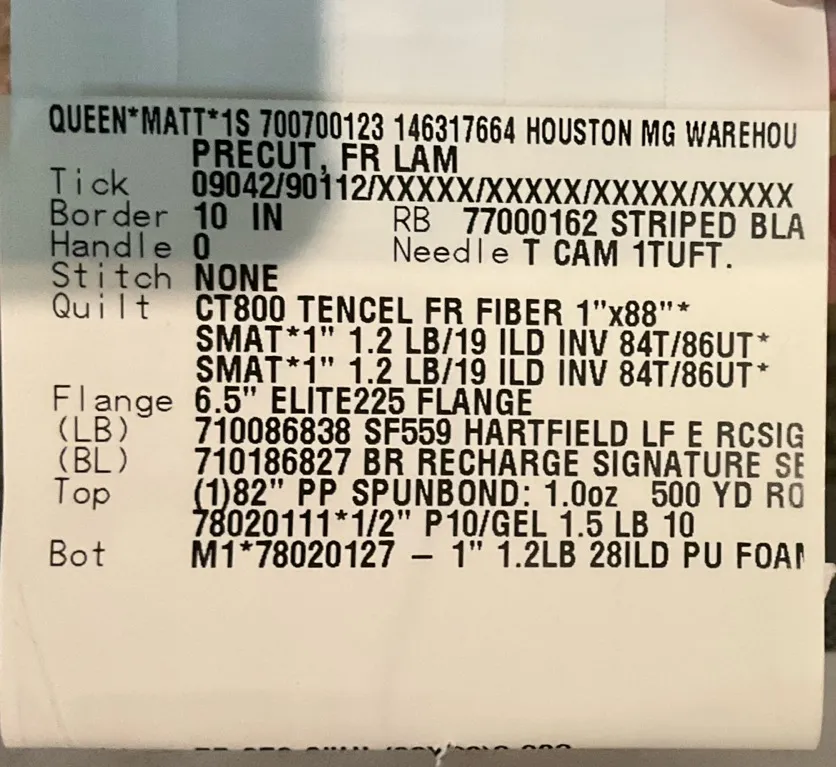 QUEEN*MATT*1S 700700123 146317664 HOUSTON MG WAREHOU
PRECUT, FR LAM
Tick 09042/90112/XXXXX/XXXXX/XXXXX/XXXXX
Border 10 IN RB 77000162 STRIPED BLA
Handle 0 Needle T CAM 1TUFT.
Stitch NONE
Quilt CT800 TENCEL FR FIBER 1"x88"*
SMAT*1" 1.2 LB/19 ILD INV 84T/86UT*
SMAT*1" 1.2 LB/19 ILD INV 84T/86UT*
Flange 6.5" ELITE225 FLANGE
(LB) 710086838 SF559 HARTFIELD LF E RCSIG
(BL) 710186827 BR RECHARGE SIGNATURE SE
Top (1)82" PP SPUNBOND: 1.0oz 500 YD RO
78020111*1/2" P10/GEL 1.5 LB 10
Bot M1*78020127 – 1" 1.2LB 28ILD PU FOAM